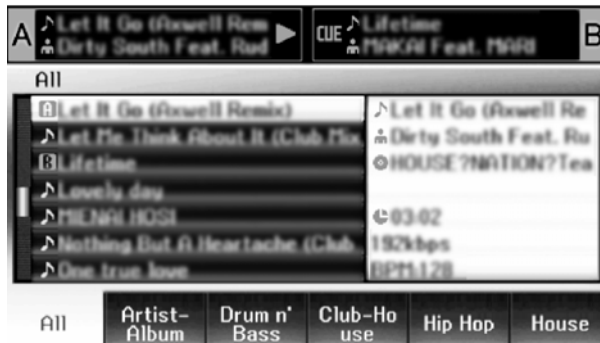 A
Let It Go (Axwell Rem
Dirty South Feat. Rud
CUE
Lifetime
MAKAI Feat. MARI
B
All
A Let It Go (Axwell Remix)
Let Me Think About It (Club Mix
B Lifetime
Lovely day
MIENAI HOSI
Nothing But A Heartache (Club
One true love
Let It Go (Axwell Re
Dirty South Feat. Ru
HOUSE?NATION?Tea
03:02
192kbps
BPM:128
All
Artist-
Album
Drum n'
Bass
Club-Ho
use
Hip Hop
House